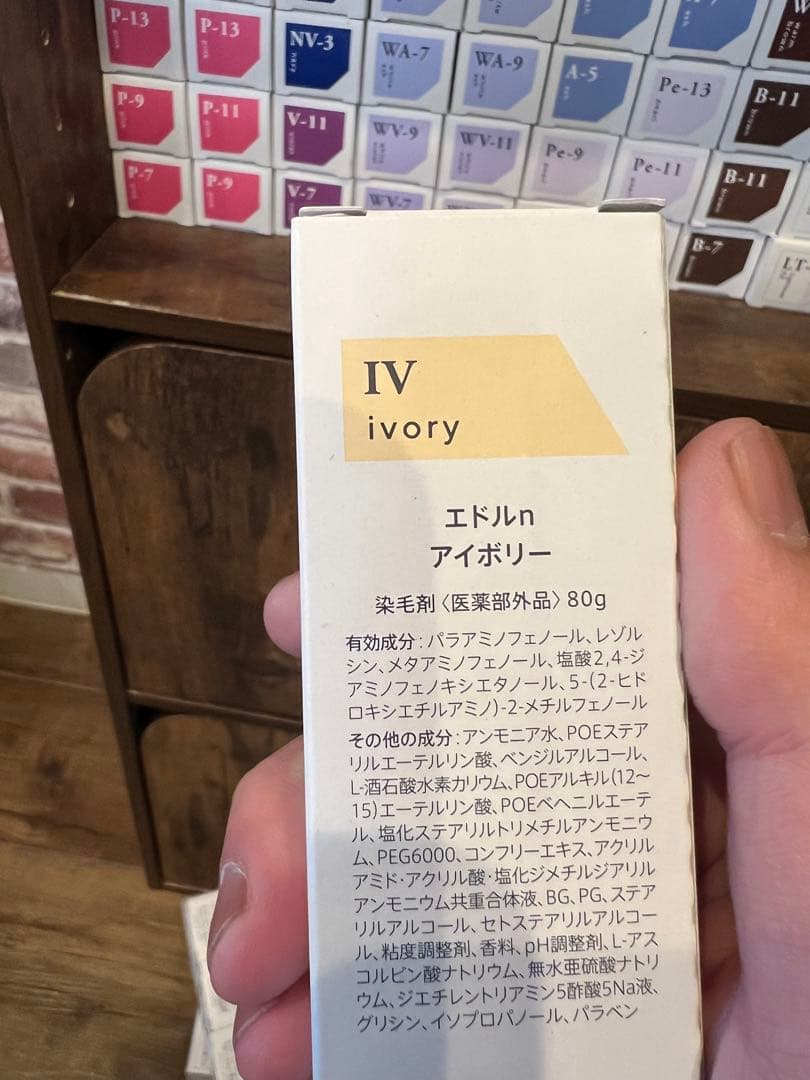 P-13
P-13
NV-3
navy
WA-7
WA-9
A-5
ash
Pe-13
B-11
P-9
P-11
V-11
WV-9
WV-11
Pe-9
Pe-11
B-11
P-7
P-9
V-7
WV-7
B-7
LT-
IV
ivory
エドルn
アイボリー
染毛剤〈医薬部外品〉80g
有効成分：パラアミノフェノール、レゾル
シン、メタアミノフェノール、塩酸2,4-ジ
アミノフェノキシエタノール、5-(2-ヒド
ロキシエチルアミノ)-2-メチルフェノール
その他の成分：アンモニア水、POEステア
リルエーテルリン酸、ベンジルアルコール、
L-酒石酸水素カリウム、POEアルキル(12〜
15)エーテルリン酸、POEベヘニルエーテ
ル、塩化ステアリルトリメチルアンモニウ
ム、PEG6000、コンフリーエキス、アクリル
アミド・アクリル酸・塩化ジメチルジアリル
アンモニウム共重合体液、BG、PG、ステア
リルアルコール、セトステアリルアルコー
ル、粘度調整剤、香料、pH調整剤、L-アス
コルビン酸ナトリウム、無水亜硫酸ナトリ
ウム、ジエチレントリアミン5酢酸5Na液、
グリシン、イソプロパノール、パラベン